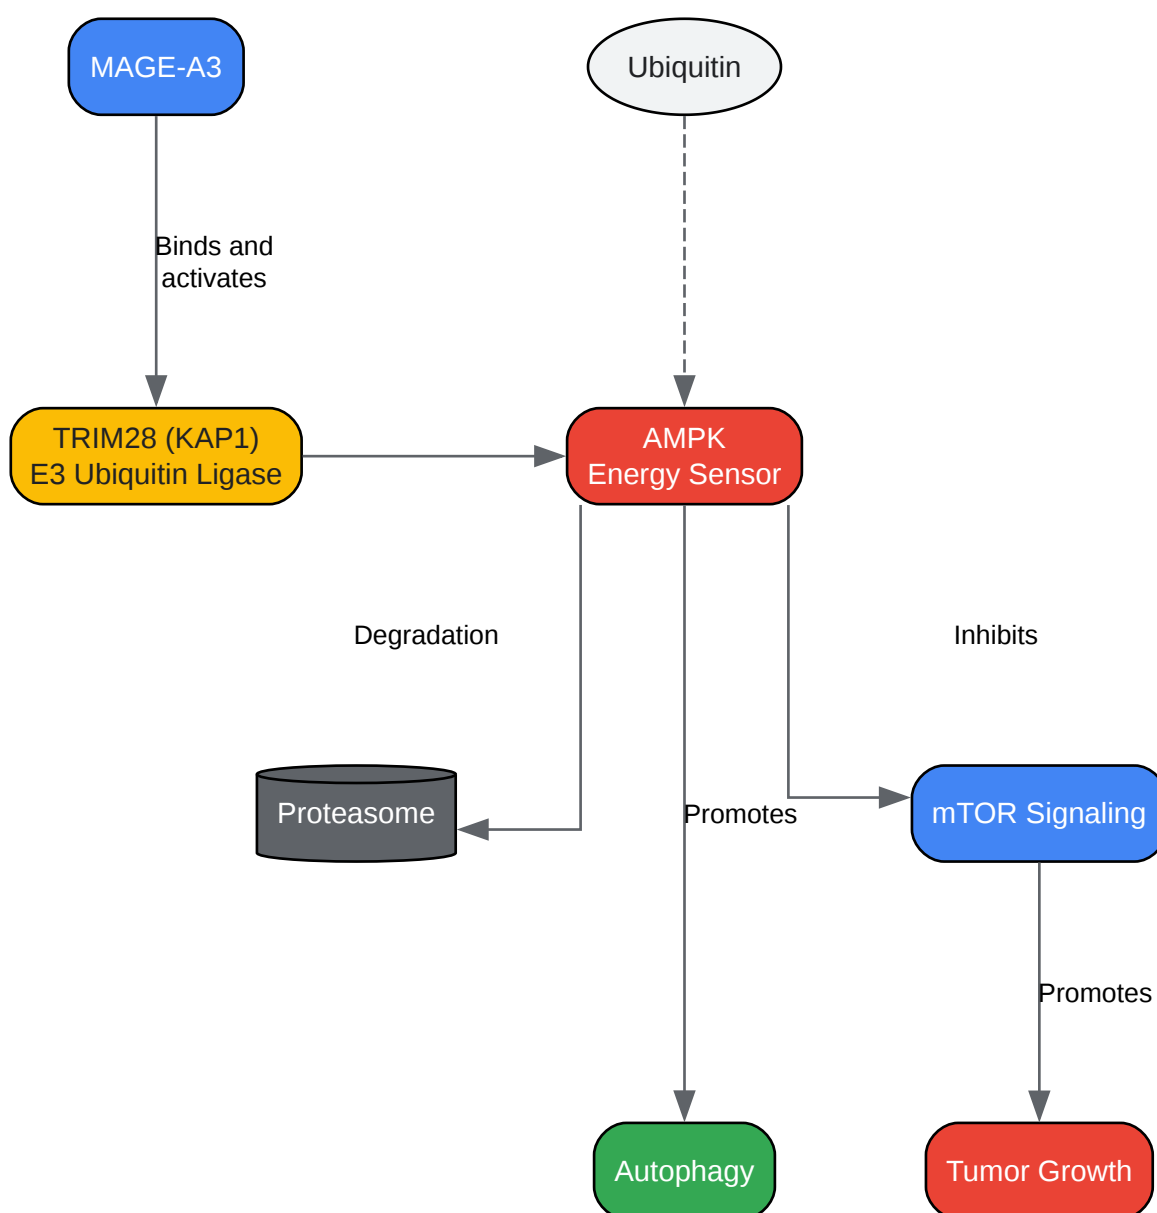 MAGE-A3
Ubiquitin
Binds and
activates
TRIM28 (KAP1)
E3 Ubiquitin Ligase
AMPK
Energy Sensor
Degradation
Inhibits
Proteasome
Promotes
mTOR Signaling
Promotes
Autophagy
Tumor Growth